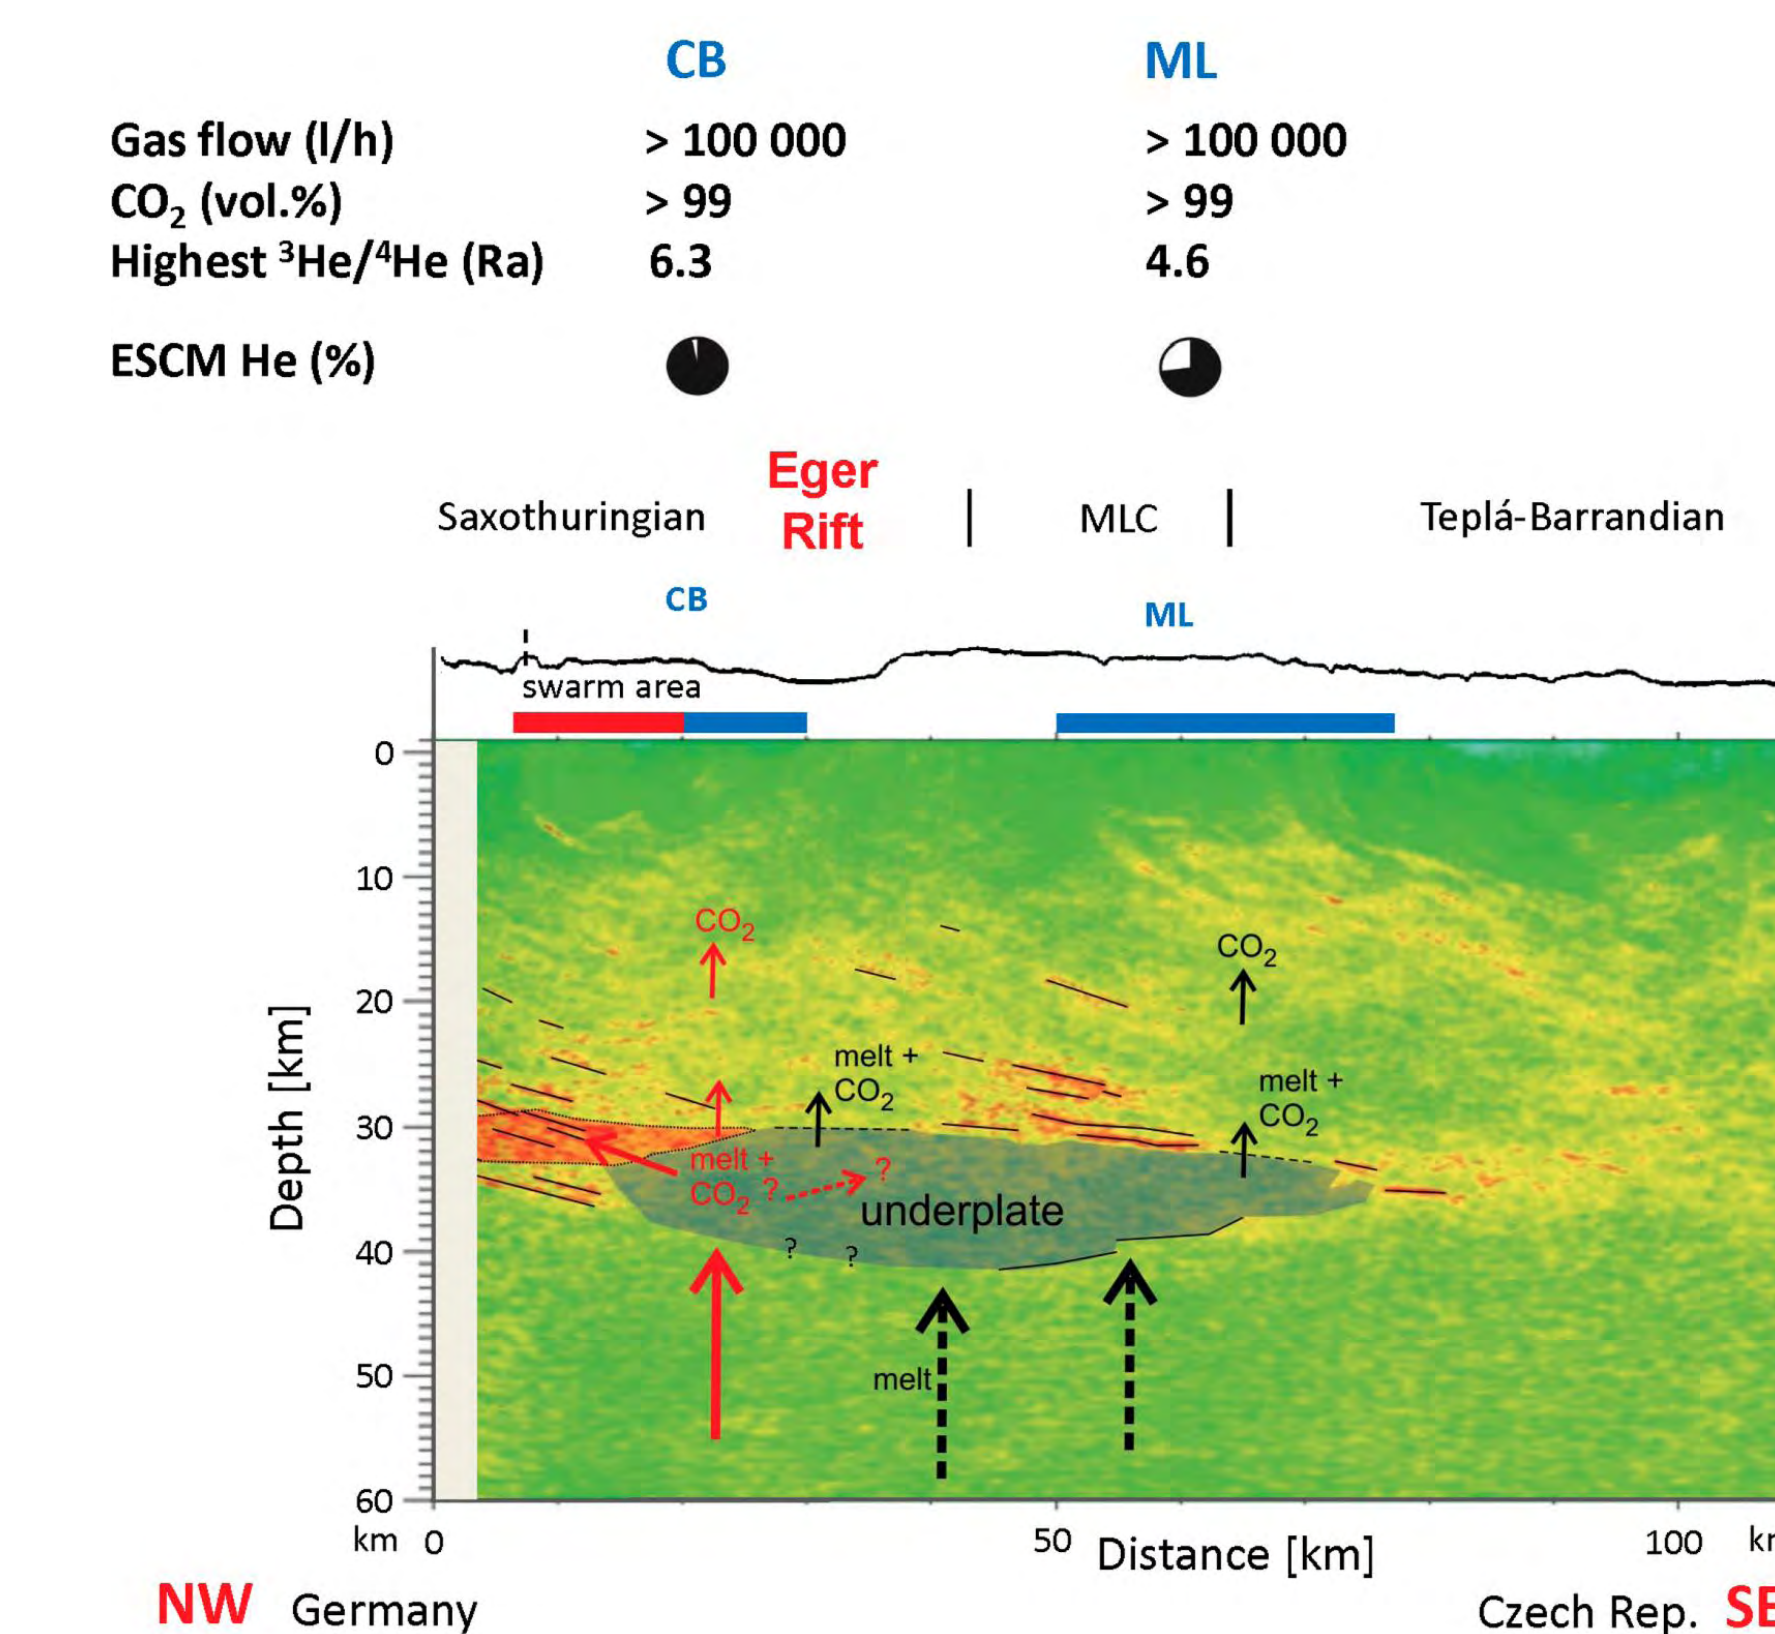 CB ML
Gas flow (l/h) > 100 000 > 100 000
CO₂ (vol.%) > 99 > 99
Highest ³He/⁴He (Ra) 6.3 4.6
ESCM He (%)
Eger
Rift
Saxothuringian | MLC | Teplá-Barrandian
CB
ML
swarm area
0
10
CO₂
CO₂
20
melt +
CO₂
melt +
CO₂
30
melt +
CO₂ ? ?
underplate
? ?
40
melt
50
60
Depth [km]
km 0 50 100
Distance [km]
NW Germany Czech Rep.